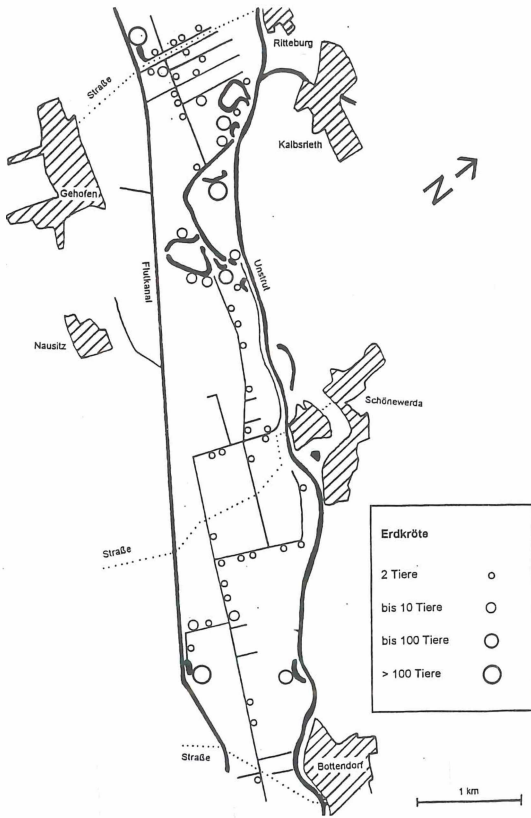 Ritteburg
Straße
Kalbsrieth
N
Gehofen
Flutkanal
Unstrut
Nausitz
Schönewerda
Straße
Erdkröte
2 Tiere
bis 10 Tiere
bis 100 Tiere
> 100 Tiere
Straße
Bottendorf
1 km